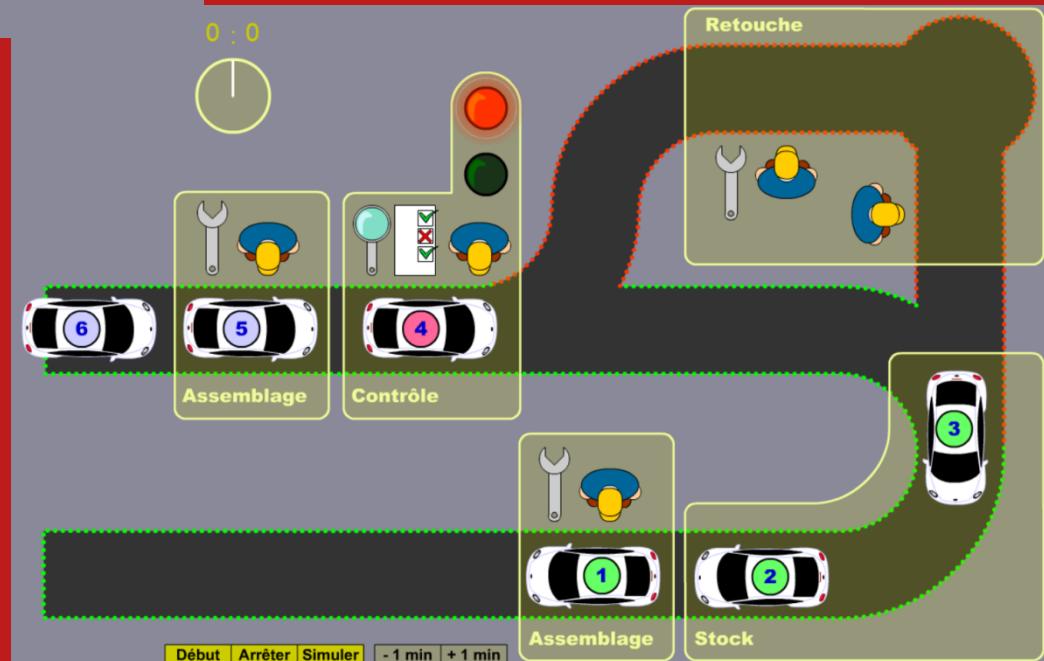 0 : 0
Retouche
6
5
4
Assemblage
Contrôle
3
1
2
Assemblage
Stock
Début
Arrêter
Simuler
- 1 min
+ 1 min